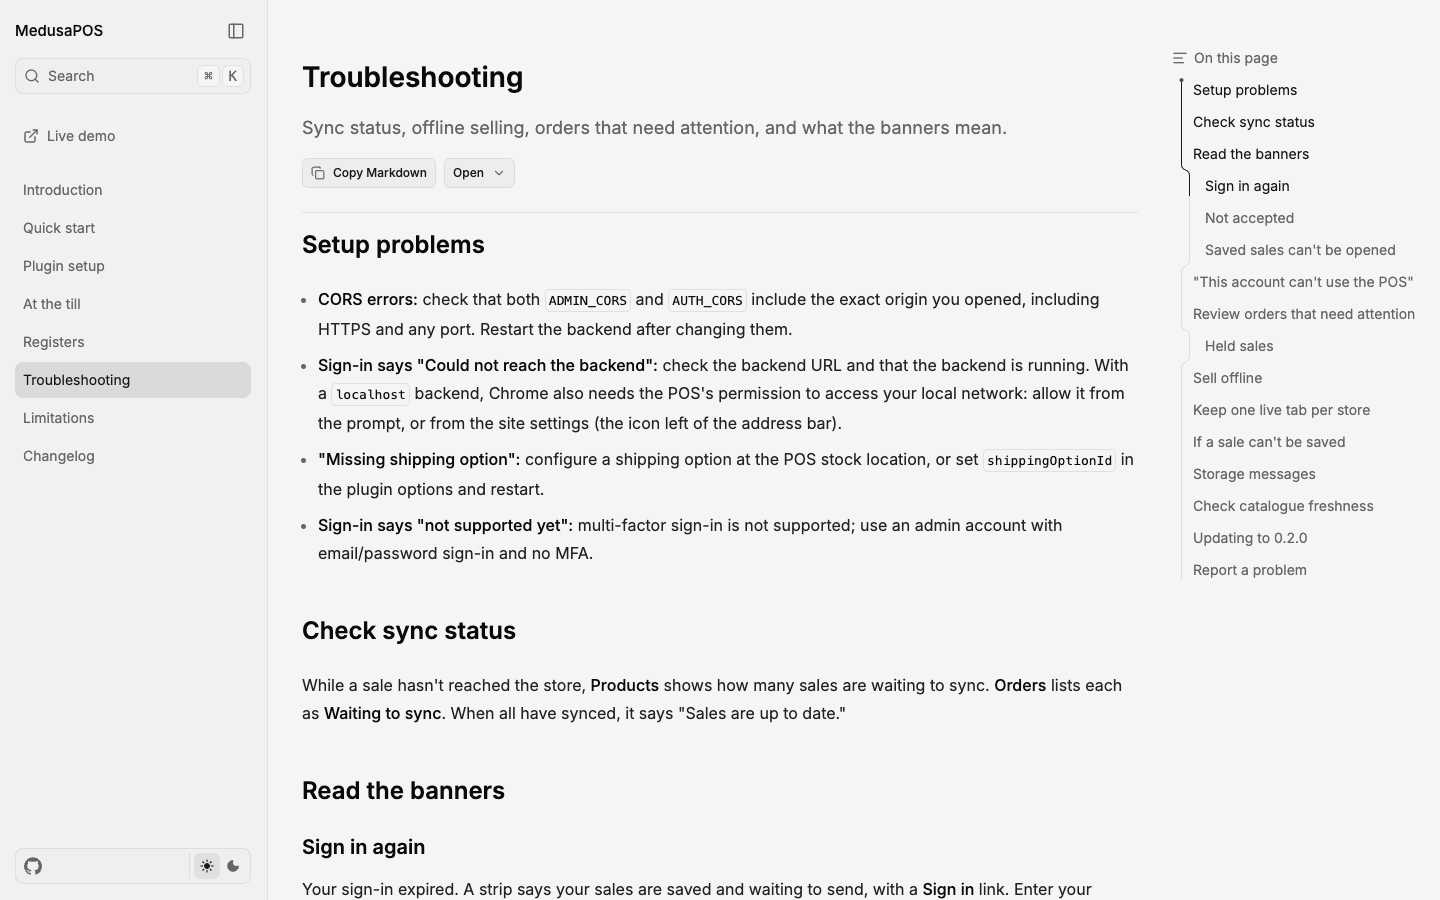 MedusaPOS
Search
⌘ K
Live demo
Introduction
Quick start
Plugin setup
At the till
Registers
Troubleshooting
Limitations
Changelog
Troubleshooting
Sync status, offline selling, orders that need attention, and what the banners mean.
Copy Markdown
Open
Setup problems
CORS errors: check that both ADMIN_CORS and AUTH_CORS include the exact origin you opened, including
HTTPS and any port. Restart the backend after changing them.
Sign-in says "Could not reach the backend": check the backend URL and that the backend is running. With
a localhost backend, Chrome also needs the POS's permission to access your local network: allow it from
the prompt, or from the site settings (the icon left of the address bar).
"Missing shipping option": configure a shipping option at the POS stock location, or set shippingOptionId in
the plugin options and restart.
Sign-in says "not supported yet": multi-factor sign-in is not supported; use an admin account with
email/password sign-in and no MFA.
Check sync status
While a sale hasn't reached the store, Products shows how many sales are waiting to sync. Orders lists each
as Waiting to sync. When all have synced, it says "Sales are up to date."
Read the banners
Sign in again
Your sign-in expired. A strip says your sales are saved and waiting to send, with a Sign in link. Enter your
On this page
Setup problems
Check sync status
Read the banners
Sign in again
Not accepted
Saved sales can't be opened
"This account can't use the POS"
Review orders that need attention
Held sales
Sell offline
Keep one live tab per store
If a sale can't be saved
Storage messages
Check catalogue freshness
Updating to 0.2.0
Report a problem